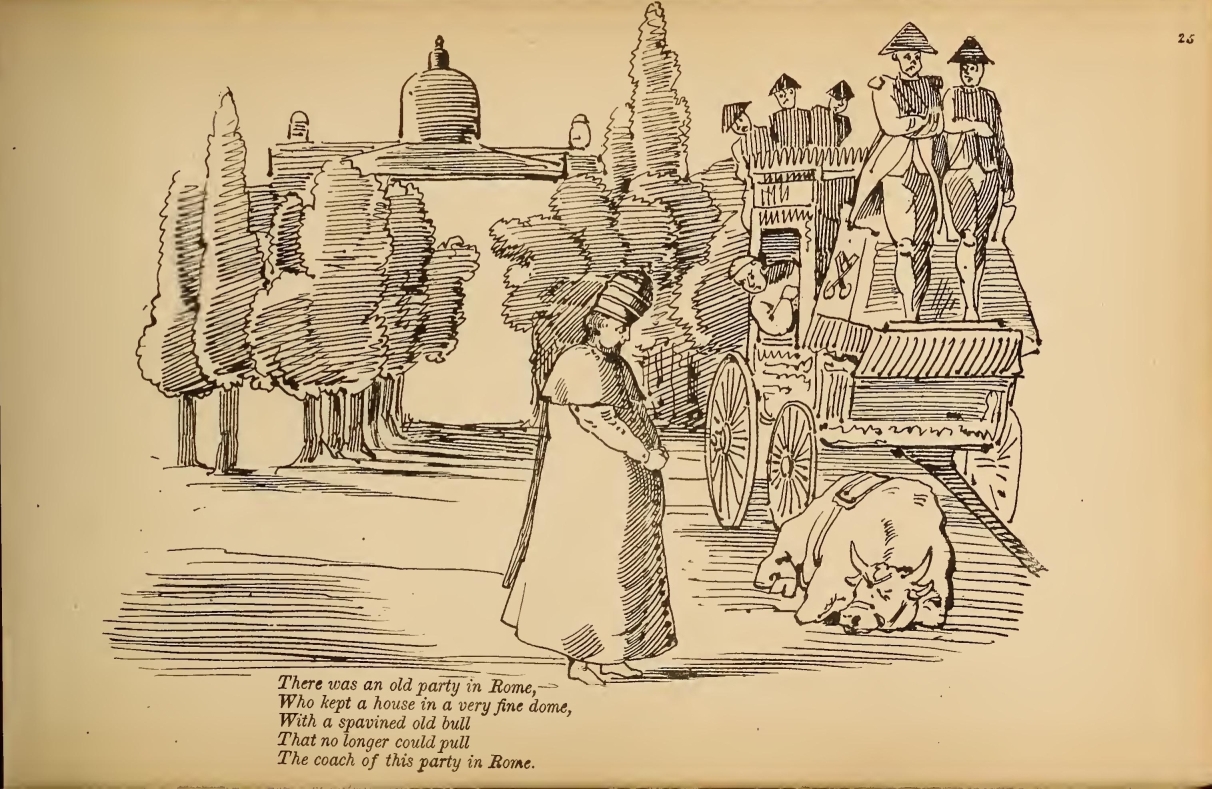 25
There was an old party in Rome,
Who kept a house in a very fine dome,
With a spavined old bull
That no longer could pull
The coach of this party in Rome.